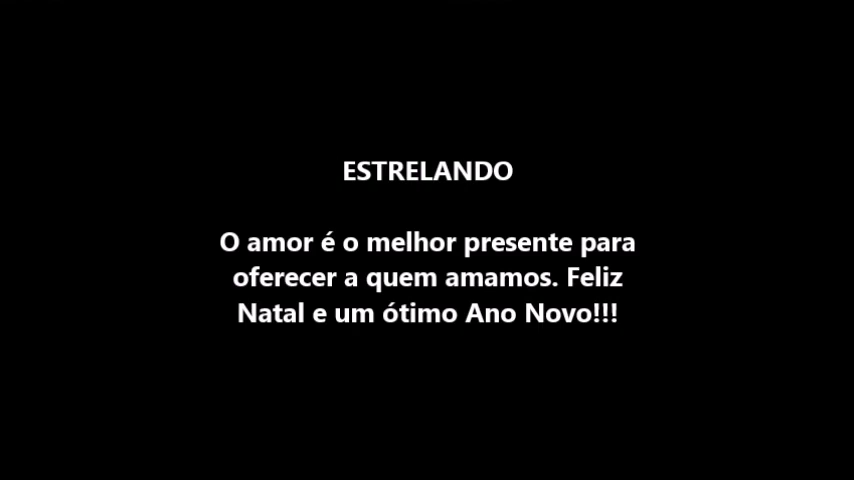 ESTRELANDO
O amor é o melhor presente para
oferecer a quem amamos. Feliz
Natal e um ótimo Ano Novo!!!